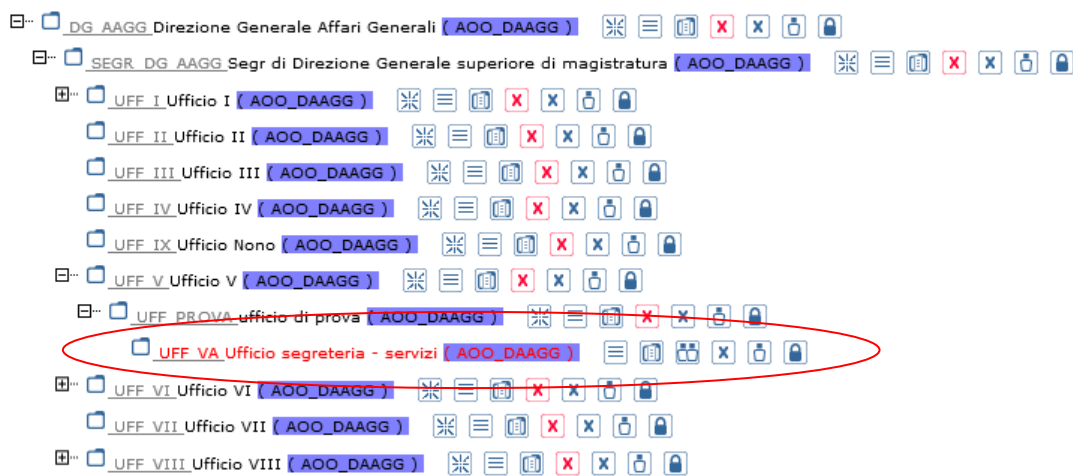 DG_AAGG Direzione Generale Affari Generali ( AOO_DAAGG )
SEGR_DG_AAGG Segr di Direzione Generale superiore di magistratura ( AOO_DAAGG )
UFF_I Ufficio I ( AOO_DAAGG )
UFF_II Ufficio II ( AOO_DAAGG )
UFF_III Ufficio III ( AOO_DAAGG )
UFF_IV Ufficio IV ( AOO_DAAGG )
UFF_IX Ufficio Nono ( AOO_DAAGG )
UFF_V Ufficio V ( AOO_DAAGG )
UFF_PROVA ufficio di prova ( AOO_DAAGG )
UFF_VA Ufficio segreteria - servizi ( AOO_DAAGG )
UFF_VI Ufficio VI ( AOO_DAAGG )
UFF_VII Ufficio VII ( AOO_DAAGG )
UFF_VIII Ufficio VIII ( AOO_DAAGG )